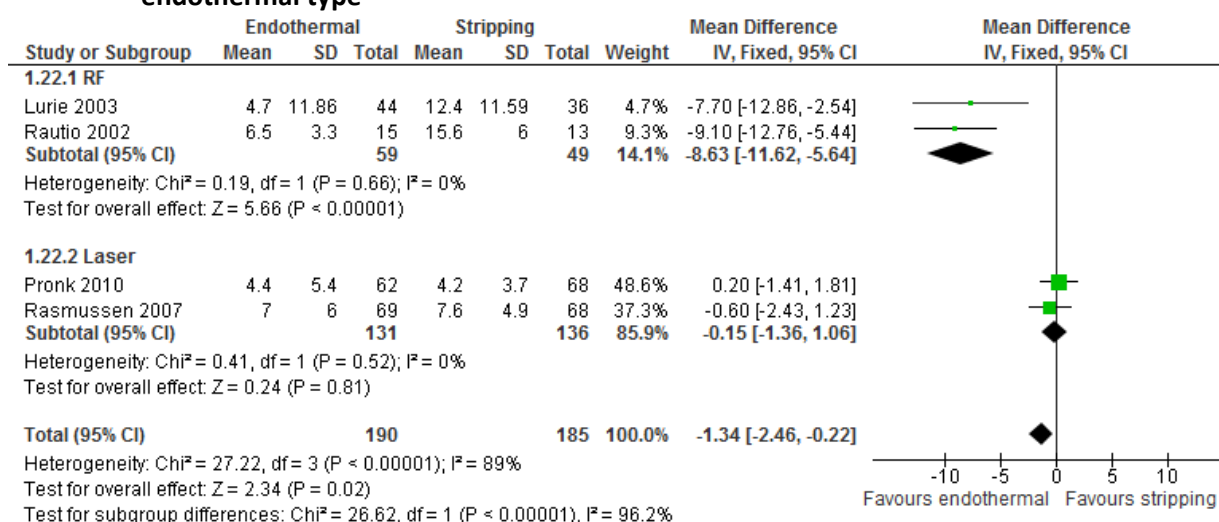 endothermal type
Endothermal Stripping Mean Difference Mean Difference
Study or Subgroup Mean SD Total Mean SD Total Weight IV, Fixed, 95% CI IV, Fixed, 95% CI
1.22.1 RF
Lurie 2003 4.7 11.86 44 12.4 11.59 36 4.7% -7.70 [-12.86, -2.54]
Rautio 2002 6.5 3.3 15 15.6 6 13 9.3% -9.10 [-12.76, -5.44]
Subtotal (95% CI) 59 49 14.1% -8.63 [-11.62, -5.64]
Heterogeneity: Chi² = 0.19, df = 1 (P = 0.66); I² = 0%
Test for overall effect: Z = 5.66 (P < 0.00001)
1.22.2 Laser
Pronk 2010 4.4 5.4 62 4.2 3.7 68 48.6% 0.20 [-1.41, 1.81]
Rasmussen 2007 7 6 69 7.6 4.9 68 37.3% -0.60 [-2.43, 1.23]
Subtotal (95% CI) 131 136 85.9% -0.15 [-1.36, 1.06]
Heterogeneity: Chi² = 0.41, df = 1 (P = 0.52); I² = 0%
Test for overall effect: Z = 0.24 (P = 0.81)
Total (95% CI) 190 185 100.0% -1.34 [-2.46, -0.22]
Heterogeneity: Chi² = 27.22, df = 3 (P < 0.00001); I² = 89%
Test for overall effect: Z = 2.34 (P = 0.02)
Test for subgroup differences: Chi² = 26.62, df = 1 (P < 0.00001), I² = 96.2%
-10 -5 0 5 10
Favours endothermal Favours stripping